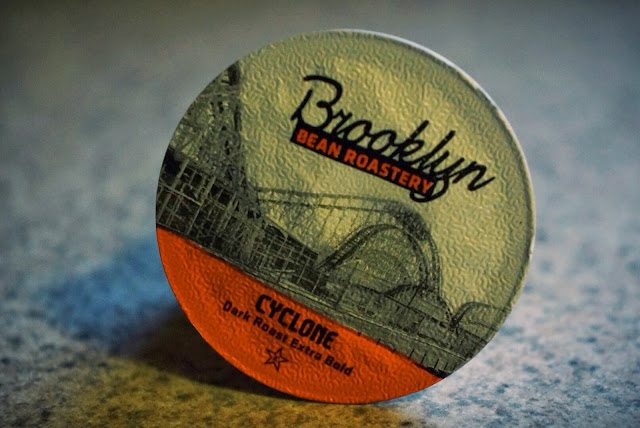 Brooklyn
BEAN ROASTERY
CYCLONE
Dark Roast Extra Bold